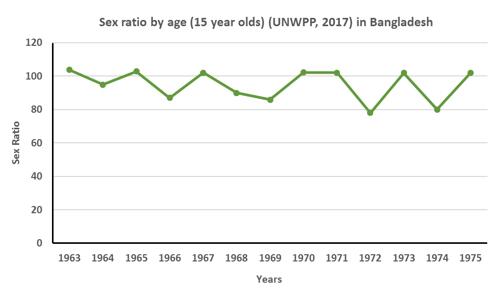 Sex ratio by age (15 year olds) (UNWPP, 2017) in Bangladesh
120
100
80
60
40
20
0
Sex Ratio
1963 1964 1965 1966 1967 1968 1969 1970 1971 1972 1973 1974 1975
Years